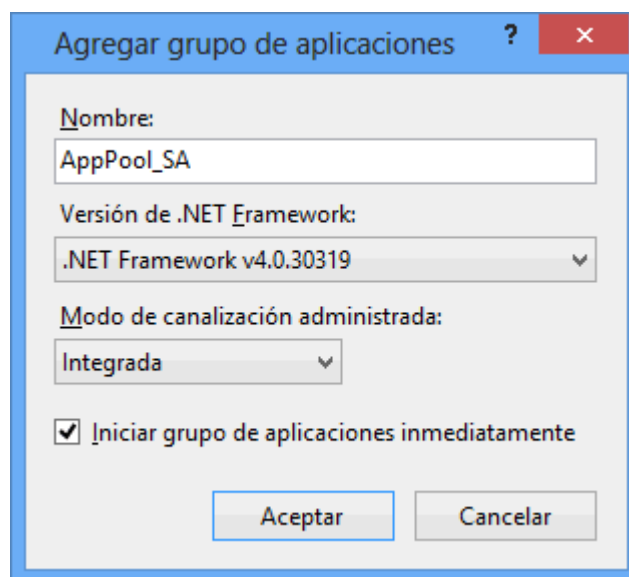 Agregar grupo de aplicaciones ?
Nombre:
AppPool_SA
Versión de .NET Framework:
.NET Framework v4.0.30319
Modo de canalización administrada:
Integrada
Iniciar grupo de aplicaciones inmediatamente
Aceptar Cancelar